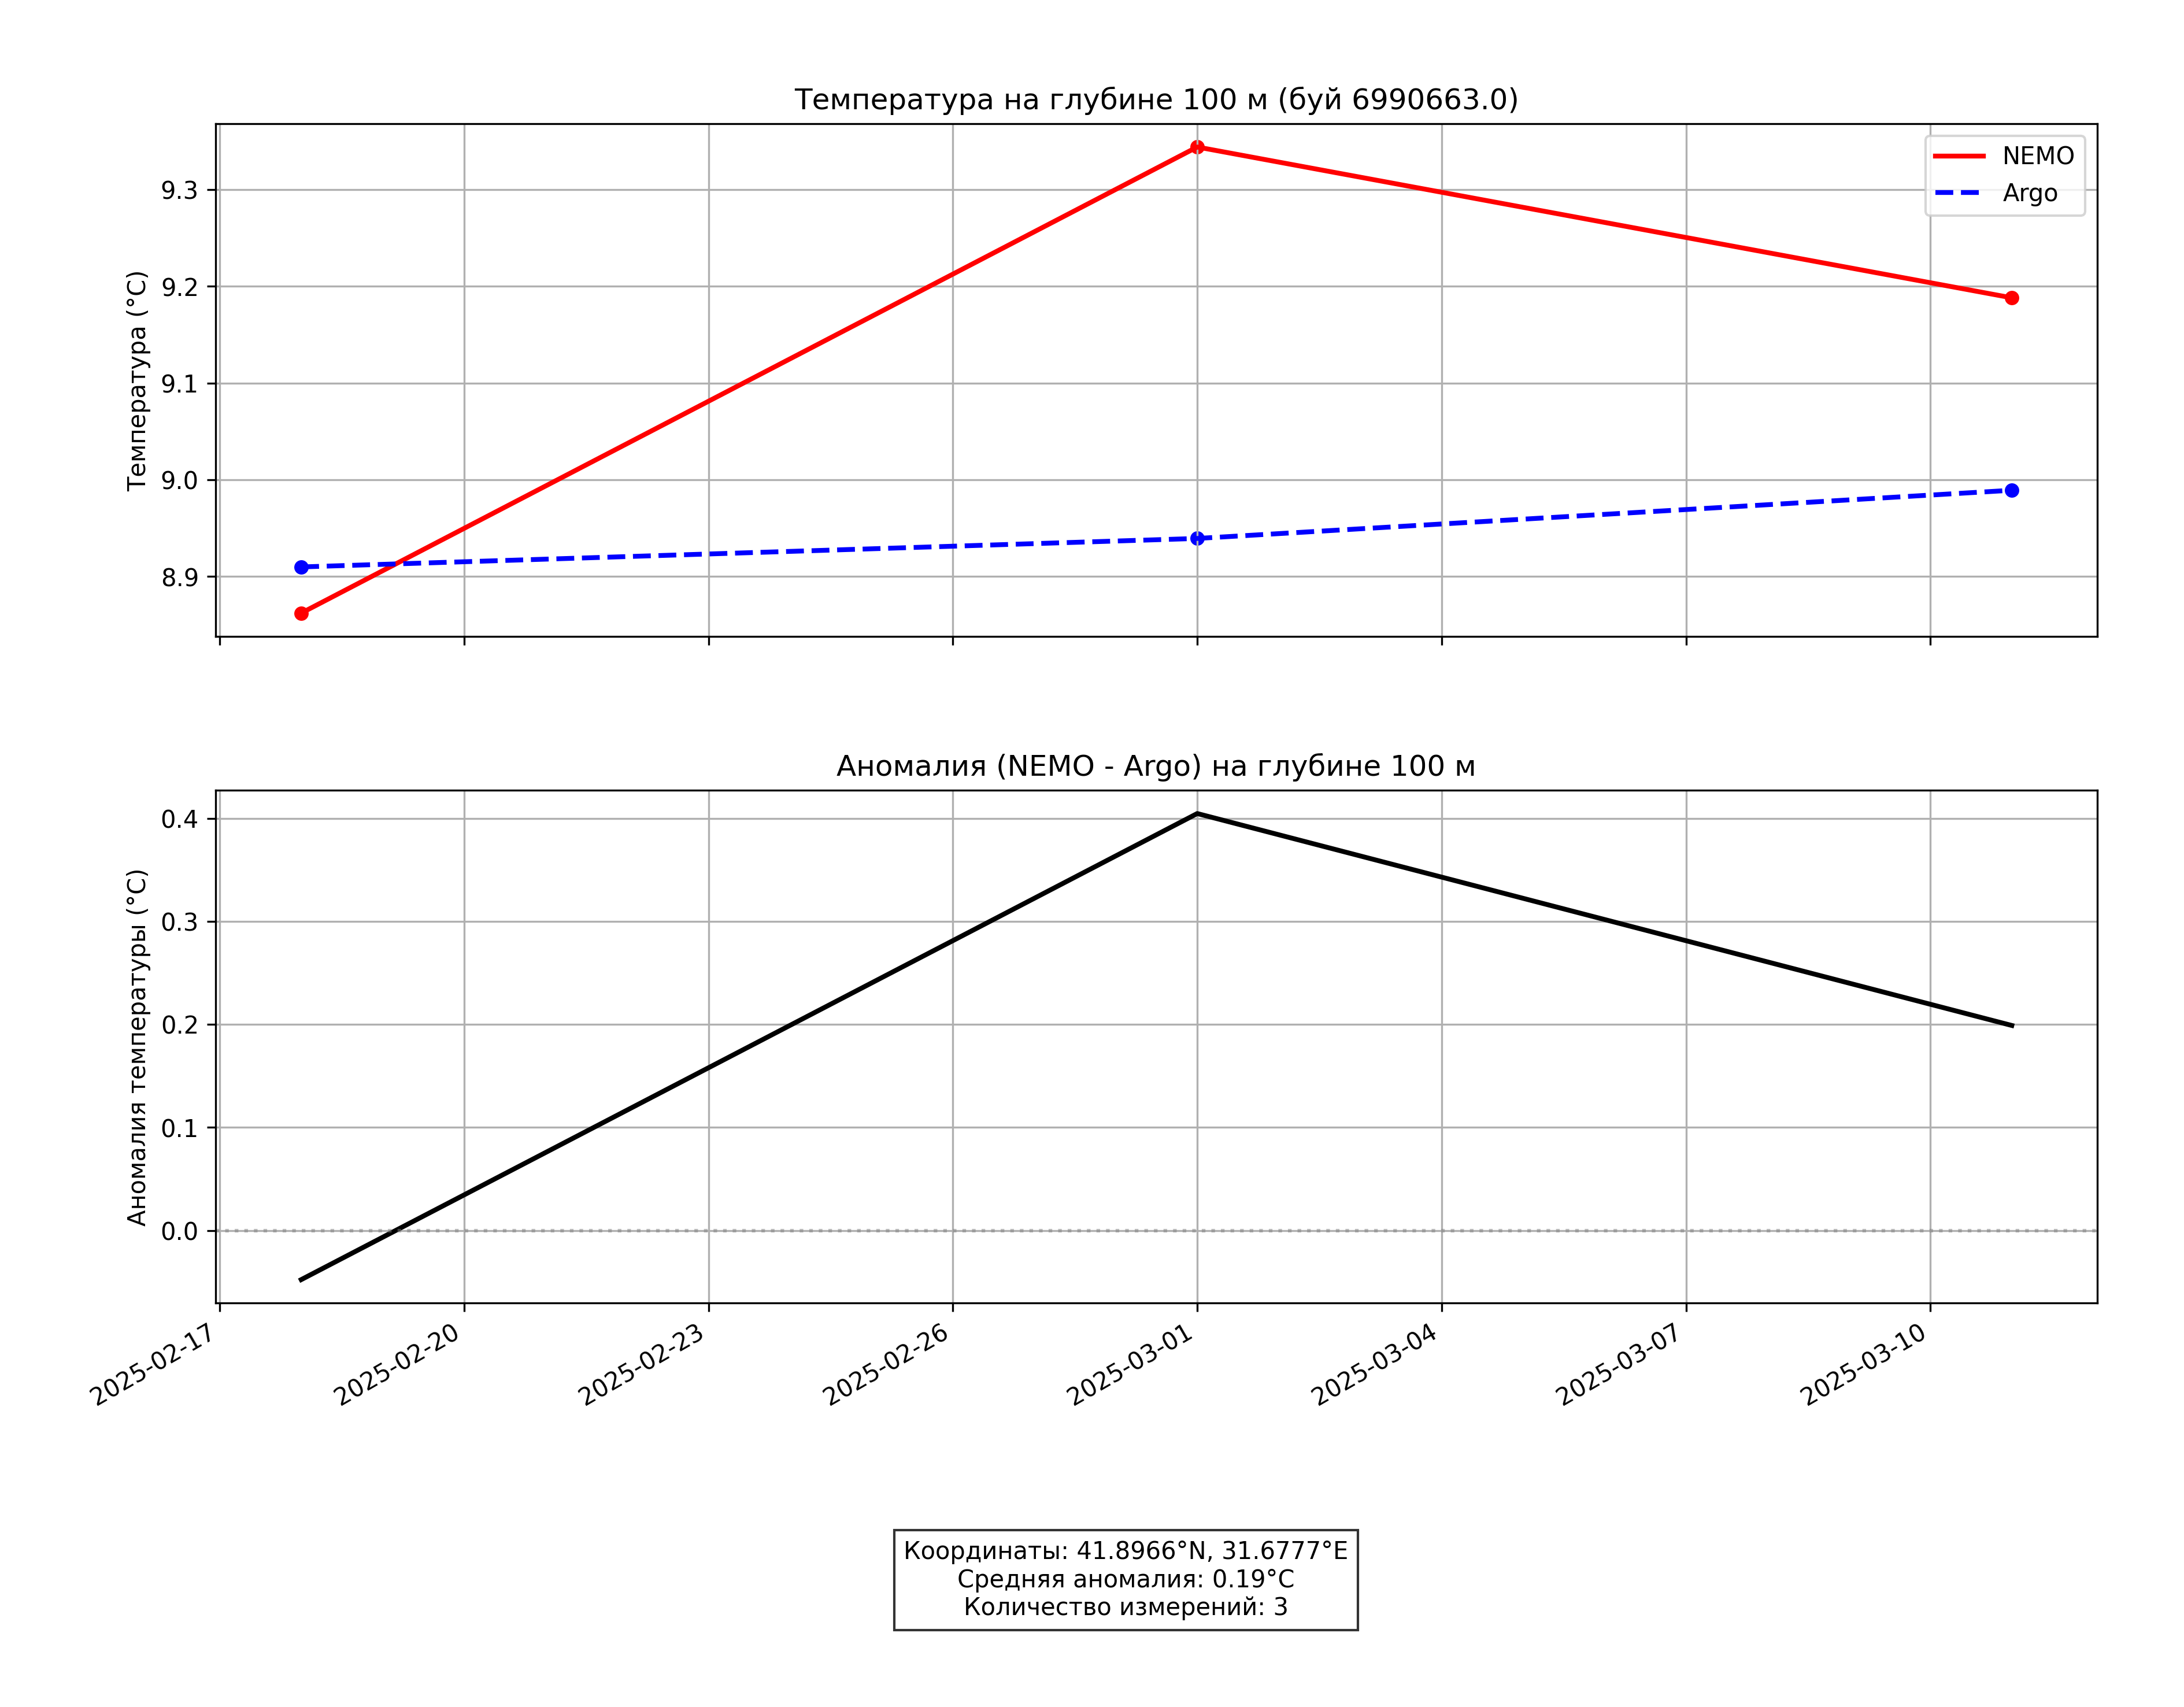 Температура на глубине 100 м (буй 6990663.0)
NEMO
Argo
Температура (°C)
9.3
9.2
9.1
9.0
8.9
Аномалия (NEMO - Argo) на глубине 100 м
Аномалия температуры (°C)
0.4
0.3
0.2
0.1
0.0
2025-02-17
2025-02-20
2025-02-23
2025-02-26
2025-03-01
2025-03-04
2025-03-07
2025-03-10
Координаты: 41.8966°N, 31.6777°E
Средняя аномалия: 0.19°C
Количество измерений: 3